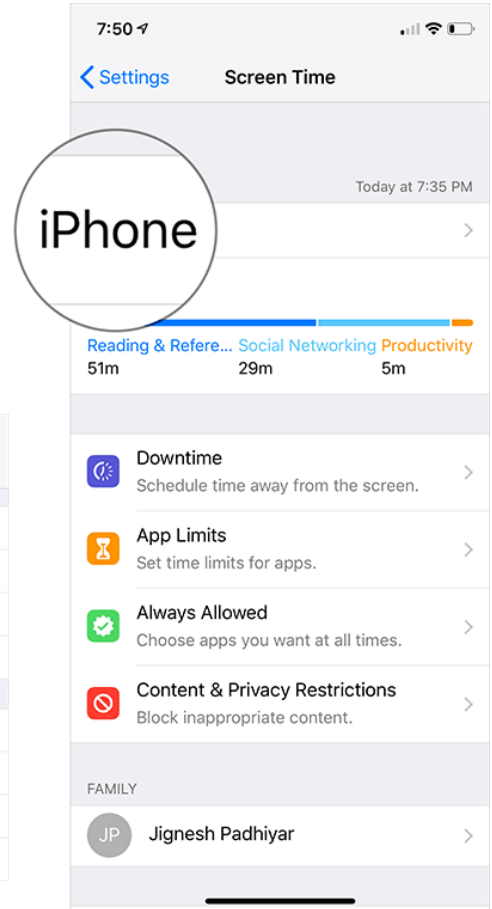 7:50
Settings
Screen Time
Today at 7:35 PM
iPhone
Reading & Refere... Social Networking Productivity
51m 29m 5m
Downtime
Schedule time away from the screen.
App Limits
Set time limits for apps.
Always Allowed
Choose apps you want at all times.
Content & Privacy Restrictions
Block inappropriate content.
FAMILY
JP Jignesh Padhiyar